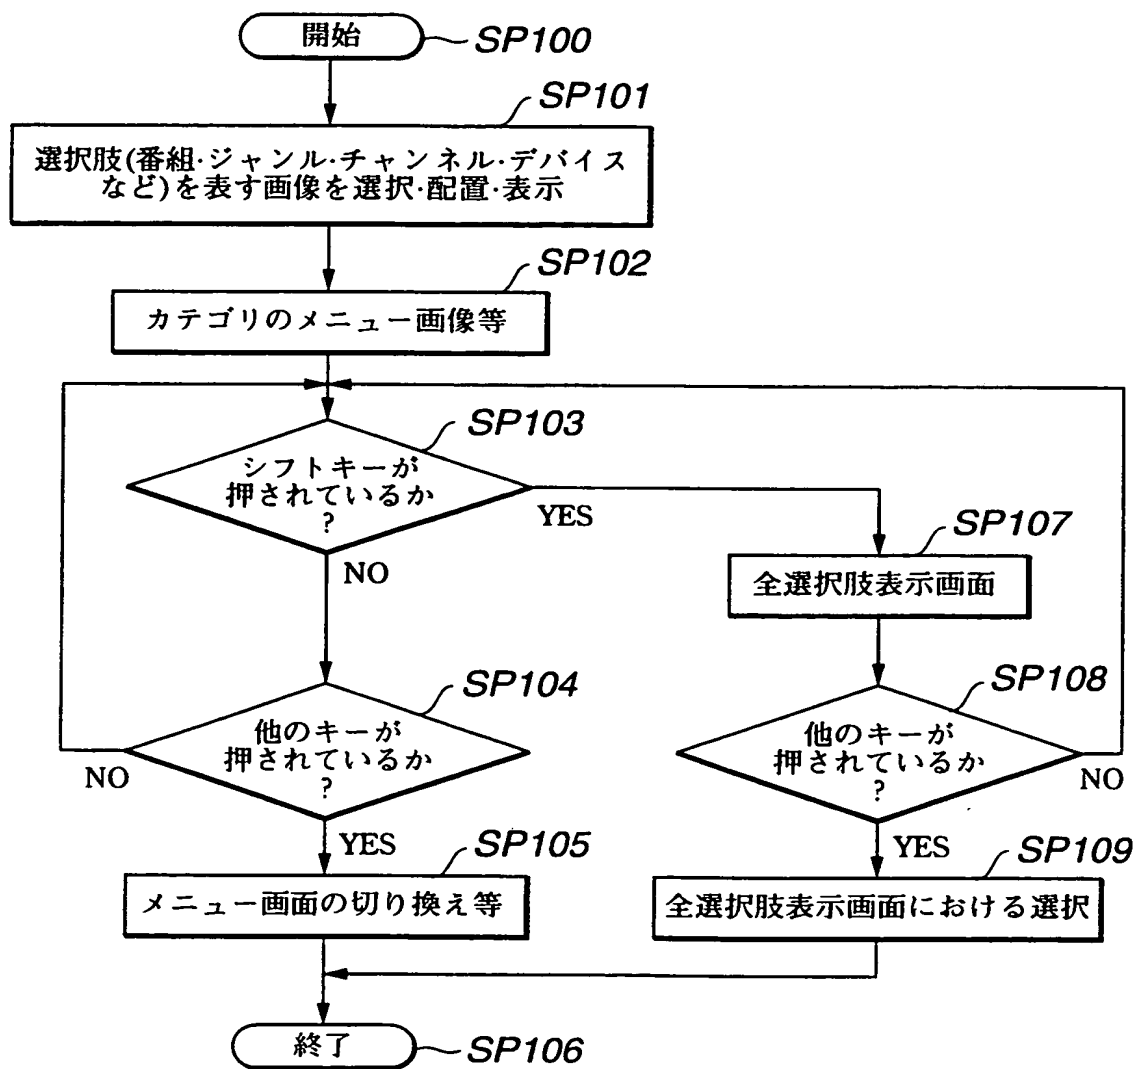 開始
SP100
SP101
選択肢(番組·ジャンル·チャンネル·デバイス
など)を表す画像を選択·配置·表示
SP102
カテゴリのメニュー画像等
SP103
シフトキーが
押されているか
?
YES
NO
SP107
全選択肢表示画面
SP104
他のキーが
押されているか
?
NO
YES
SP108
他のキーが
押されているか
?
NO
YES
SP105
メニュー画面の切り換え等
SP109
全選択肢表示画面における選択
終了
SP106